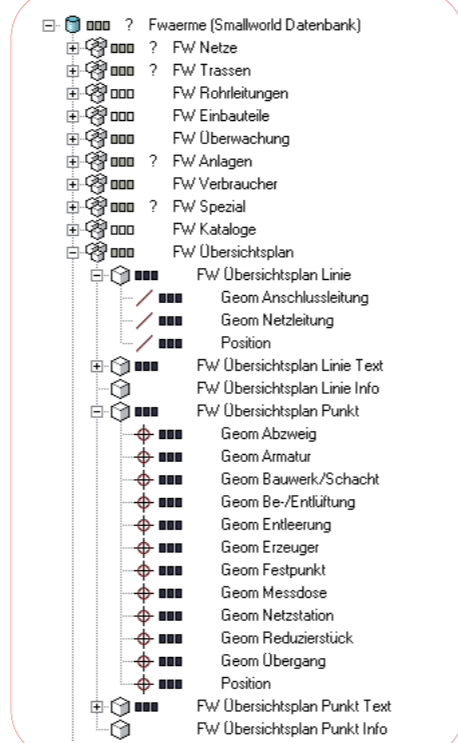 ? Fwaerme (Smallworld Datenbank)
? FW Netze
? FW Trassen
FW Rohrleitungen
FW Einbauteile
FW Überwachung
? FW Anlagen
FW Verbraucher
? FW Spezial
FW Kataloge
FW Übersichtsplan
FW Übersichtsplan Linie
Geom Anschlussleitung
Geom Netzleitung
Position
FW Übersichtsplan Linie Text
FW Übersichtsplan Linie Info
FW Übersichtsplan Punkt
Geom Abzweig
Geom Armatur
Geom Bauwerk/Schacht
Geom Be-/Entlüftung
Geom Entleerung
Geom Erzeuger
Geom Festpunkt
Geom Messdose
Geom Netzstation
Geom Reduzierstück
Geom Übergang
Position
FW Übersichtsplan Punkt Text
FW Übersichtsplan Punkt Info